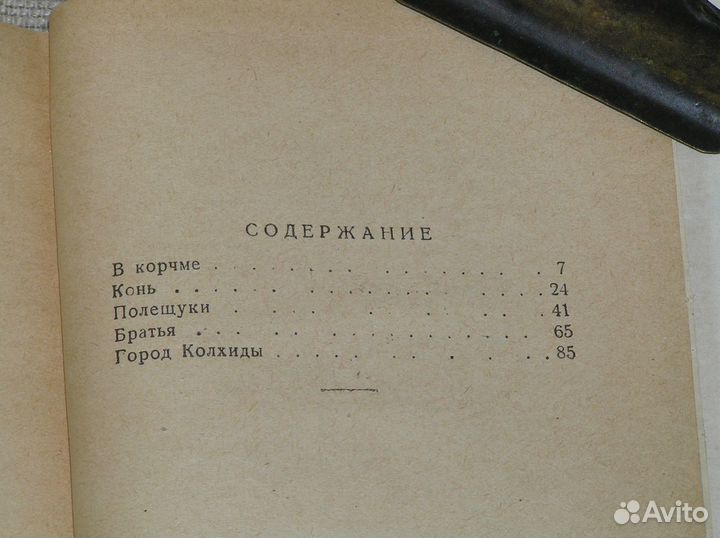 СОДЕРЖАНИЕ
В корчме . . . . . . . . . . . . . . . . 7
Конь . . . . . . . . . . . . . . . . 24
Полещуки . . . . . . . . . . . . . . 41
Братья . . . . . . . . . . . . . . . . 65
Город Колхиды . . . . . . . . . . . 85
Avito